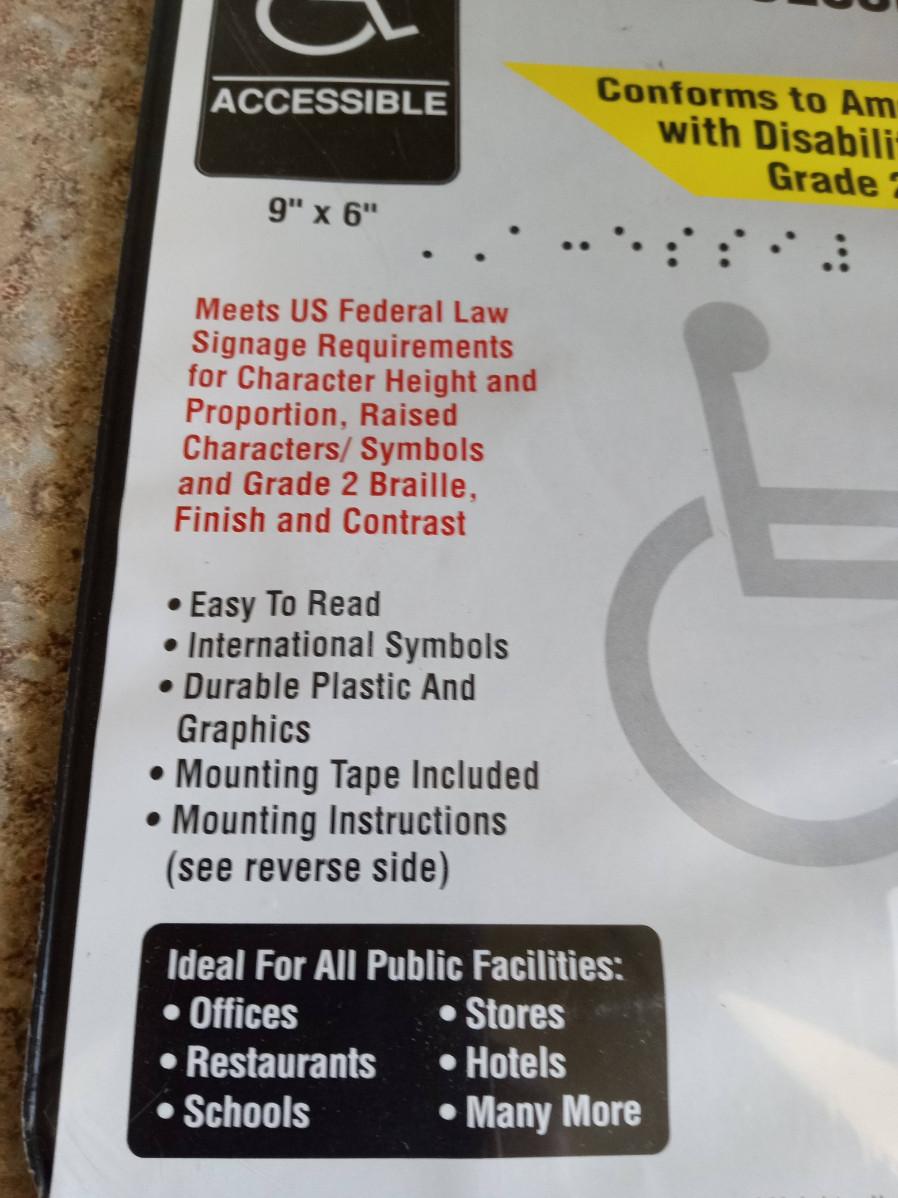 ACCESSIBLE
9" x 6"
Conforms to
with
Grade
Meets US Federal Law
Signage Requirements
for Character Height and
Proportion, Raised
Characters/ Symbols
and Grade 2 Braille,
Finish and Contrast
• Easy To Read
• International Symbols
• Durable Plastic And
Graphics
• Mounting Tape Included
• Mounting Instructions
(see reverse side)
Ideal For All Public Facilities:
• Offices
• Restaurants
• Schools
• Stores
• Hotels
• Many More